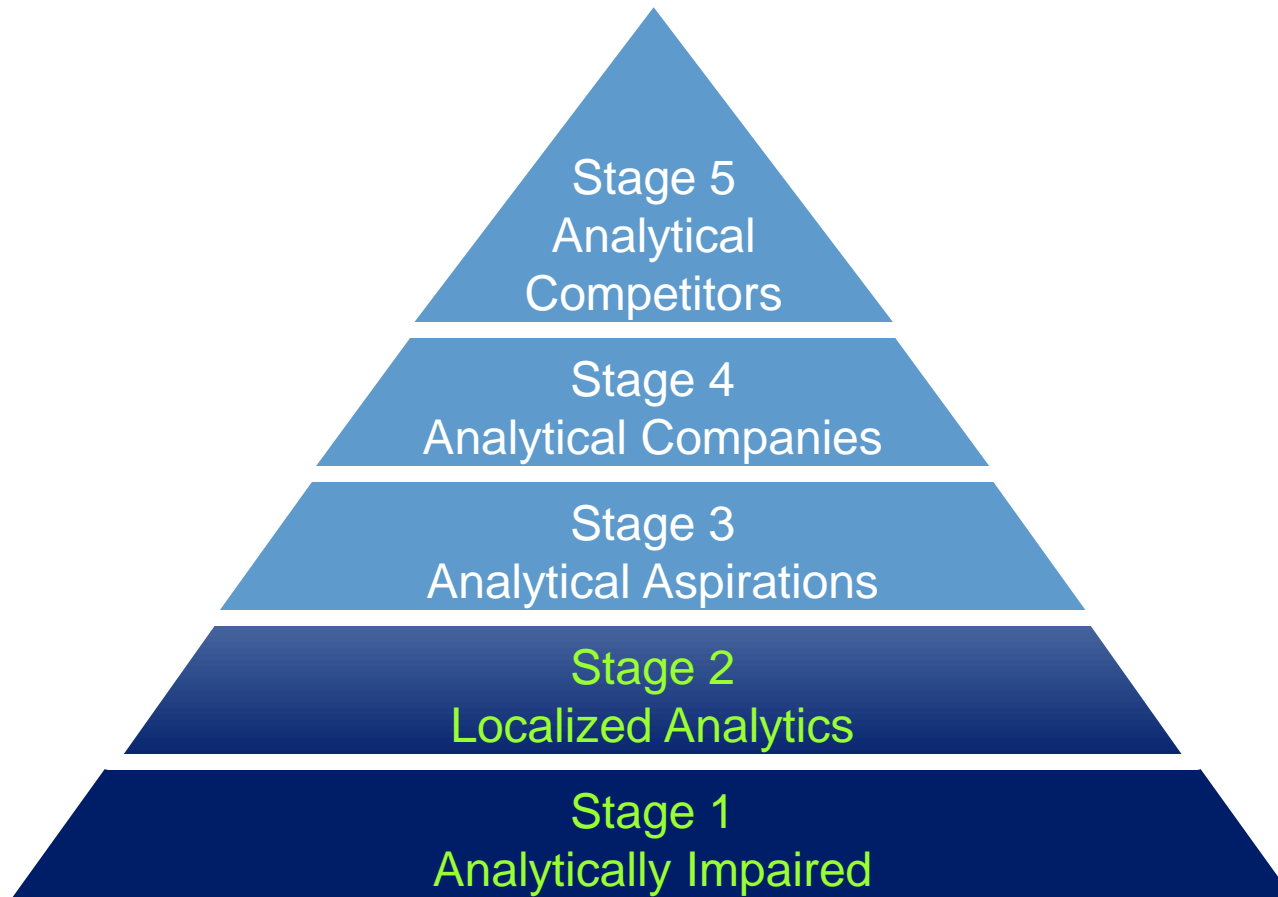 Stage 5
Analytical
Competitors
Stage 4
Analytical Companies
Stage 3
Analytical Aspirations
Stage 2
Localized Analytics
Stage 1
Analytically Impaired